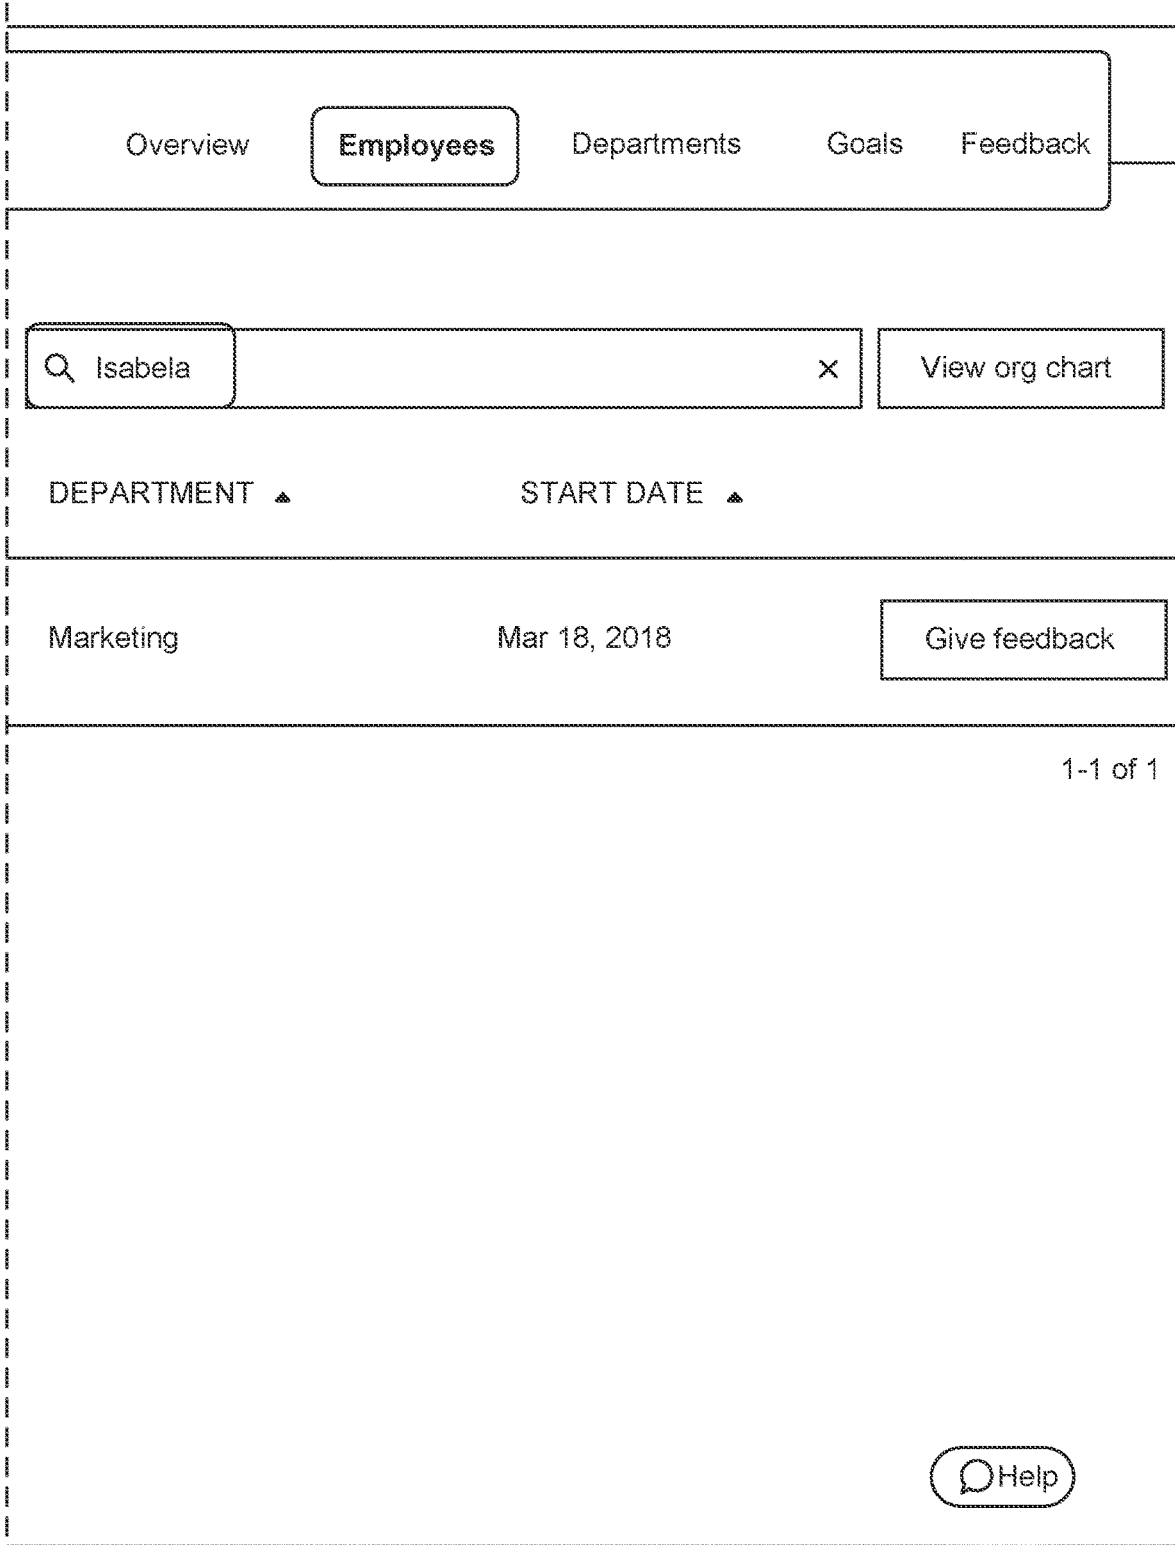 Overview Employees Departments Goals Feedback
Isabela × View org chart
DEPARTMENT ▲ START DATE ▲
Marketing Mar 18, 2018 Give feedback
1-1 of 1
Help